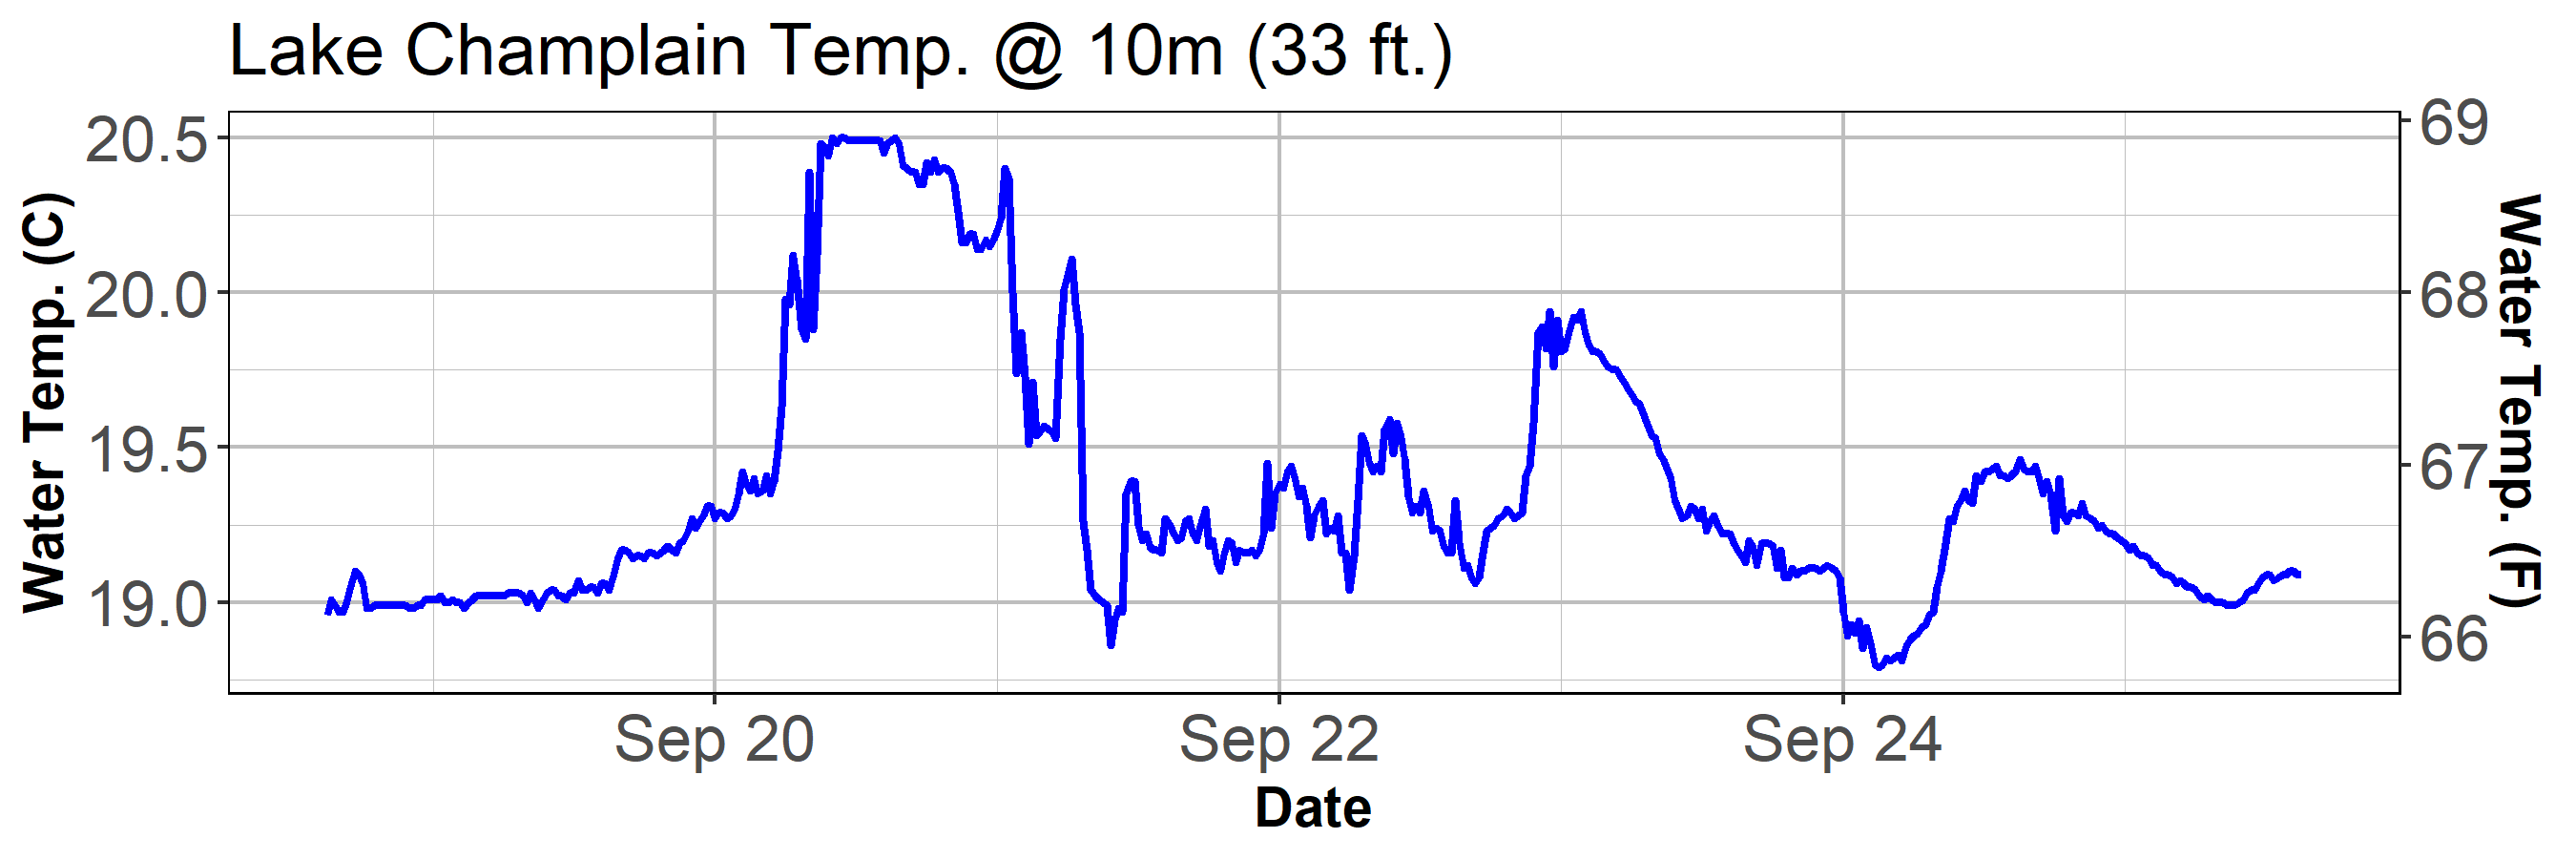 Lake Champlain Temp. @ 10m (33 ft.)
Water Temp. (C)
20.5
20.0
19.5
19.0
69
68
67
66
Water Temp. (F)
Sep 20
Sep 22
Sep 24
Date